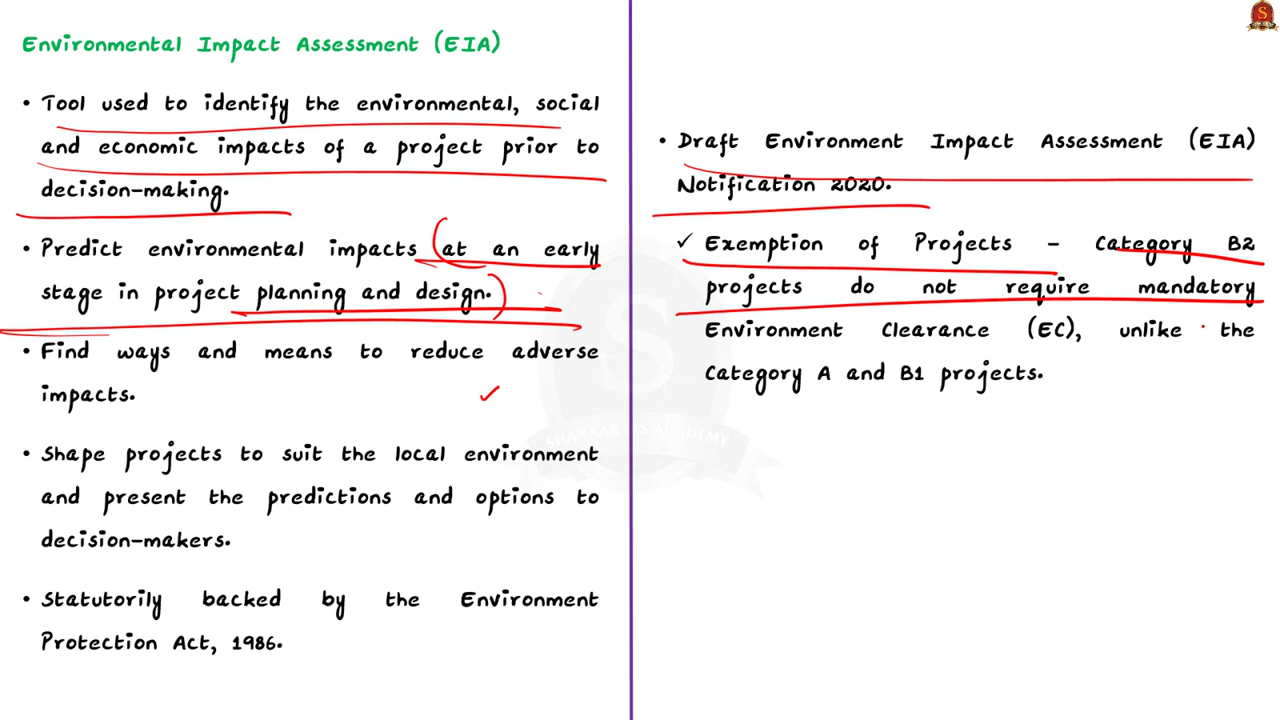 Environmental Impact Assessment (EIA)
• Tool used to identify the environmental, social
and economic impacts of a project prior to
decision-making.
• Predict environmental impacts at an early
stage in project planning and design.
• Find ways and means to reduce adverse
impacts.
• Shape projects to suit the local environment
and present the predictions and options to
decision-makers.
• Statutorily backed by the Environment
Protection Act, 1986.
• Draft Environment Impact Assessment (EIA)
Notification 2020.
✓ Exemption of Projects – Category B2
projects do not require mandatory
Environment Clearance (EC), unlike the
Category A and B1 projects.
S
SHANKAR IAS ACADEMY